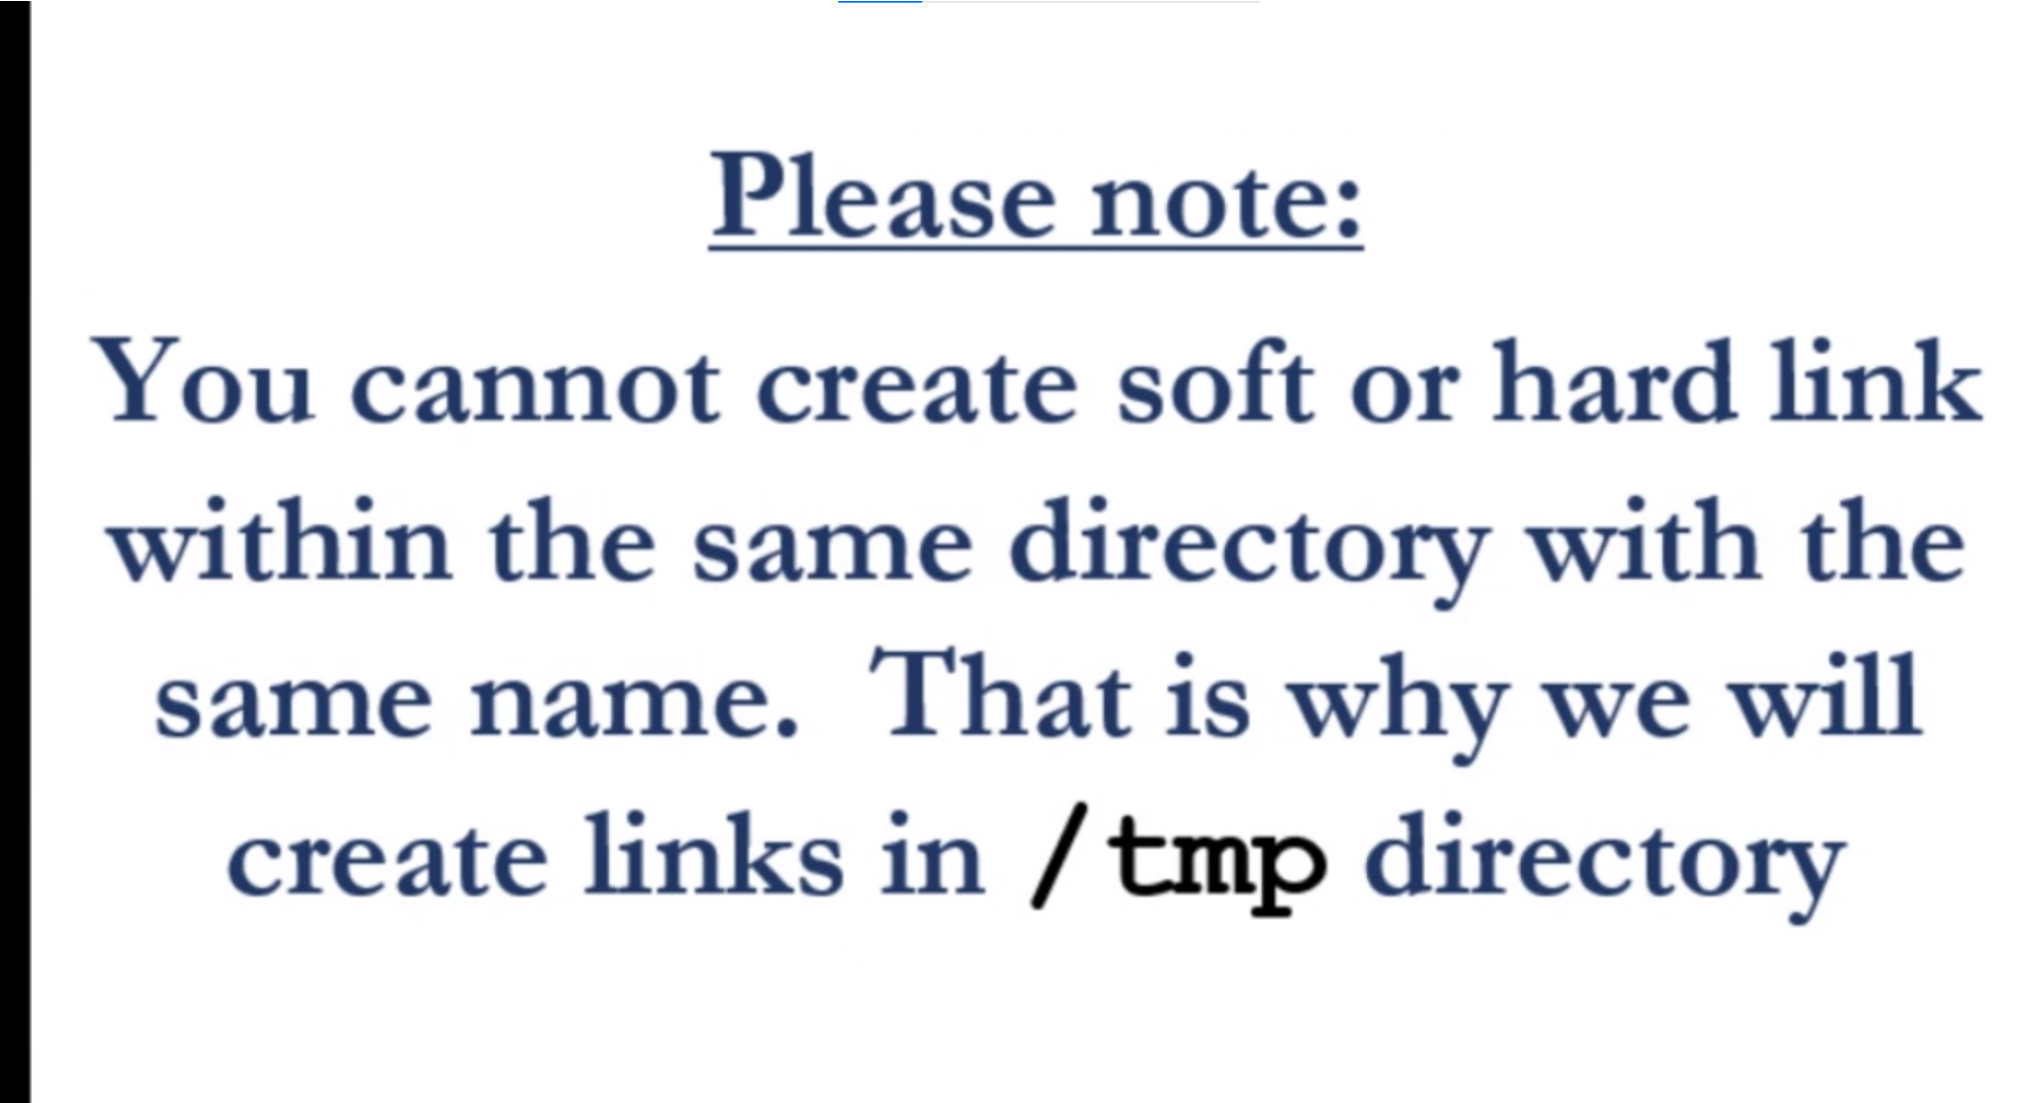 Please note:
You cannot create soft or hard link
within the same directory with the
same name.  That is why we will
create links in /tmp directory